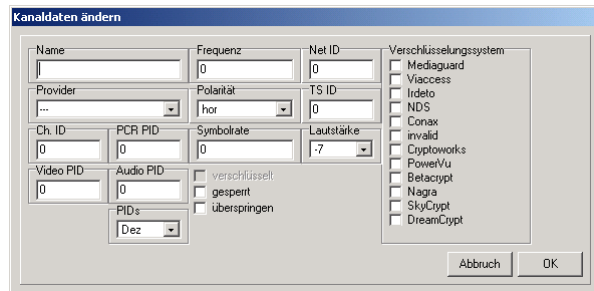 Kanaldaten ändern
Name Frequenz Net ID Verschlüsselungssystem
0 0 Mediaguard
Viaccess
Provider Polarität TS ID Irdeto
--- hor 0 NDS
Conax
Ch. ID PCR PID Symbolrate Lautstärke invalid
0 0 0 -7 Cryptoworks
PowerVu
Video PID Audio PID verschlüsselt Betacrypt
0 0 gesperrt Nagra
PIDs überspringen SkyCrypt
Dez DreamCrypt
Abbruch OK